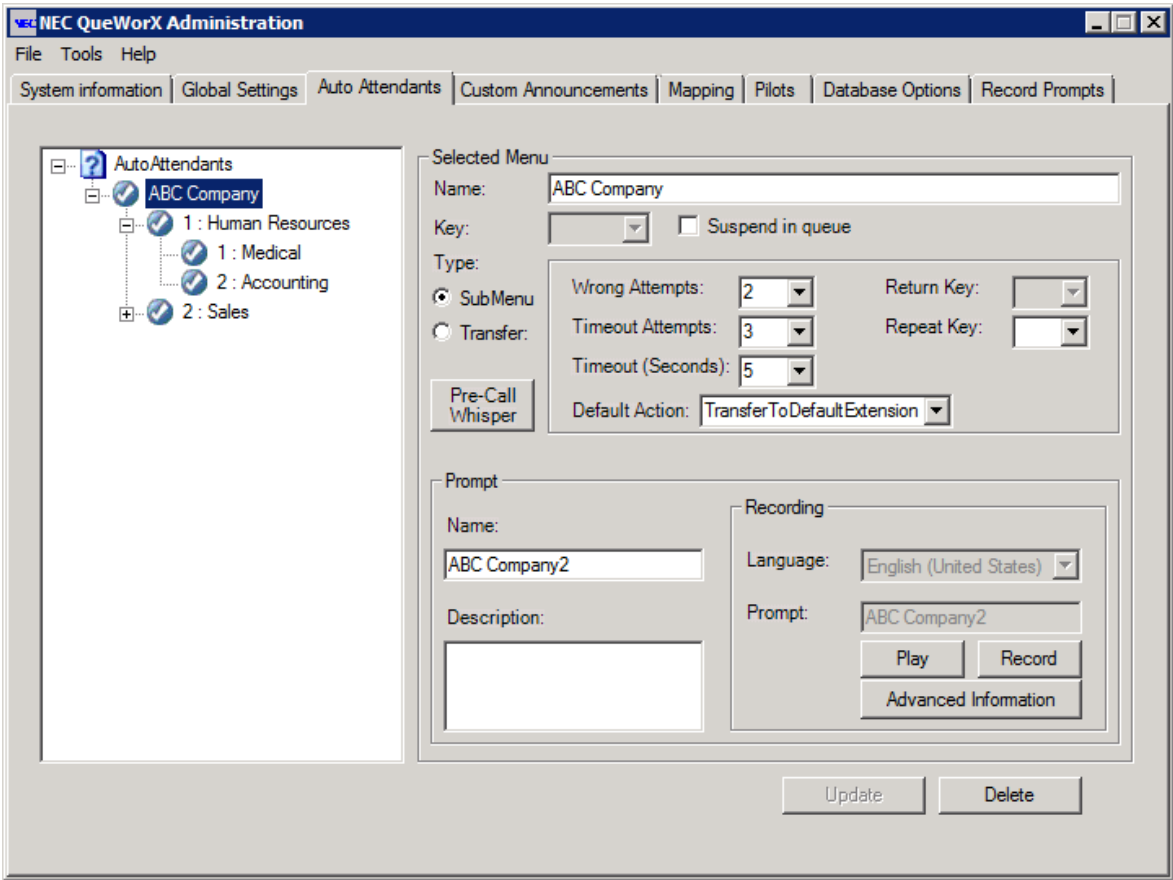 NEC NEC QueWorX Administration
File Tools Help
System information Global Settings Auto Attendants Custom Announcements Mapping Pilots Database Options Record Prompts
AutoAttendants
ABC Company
1 : Human Resources
1 : Medical
2 : Accounting
2 : Sales
Selected Menu
Name: ABC Company
Key: Suspend in queue
Type:
SubMenu
Transfer:
Pre-Call
Whisper
Wrong Attempts: 2 Return Key:
Timeout Attempts: 3 Repeat Key:
Timeout (Seconds): 5
Default Action: TransferToDefaultExtension
Prompt
Name:
ABC Company2
Description:
Recording
Language: English (United States)
Prompt: ABC Company2
Play Record
Advanced Information
Update Delete